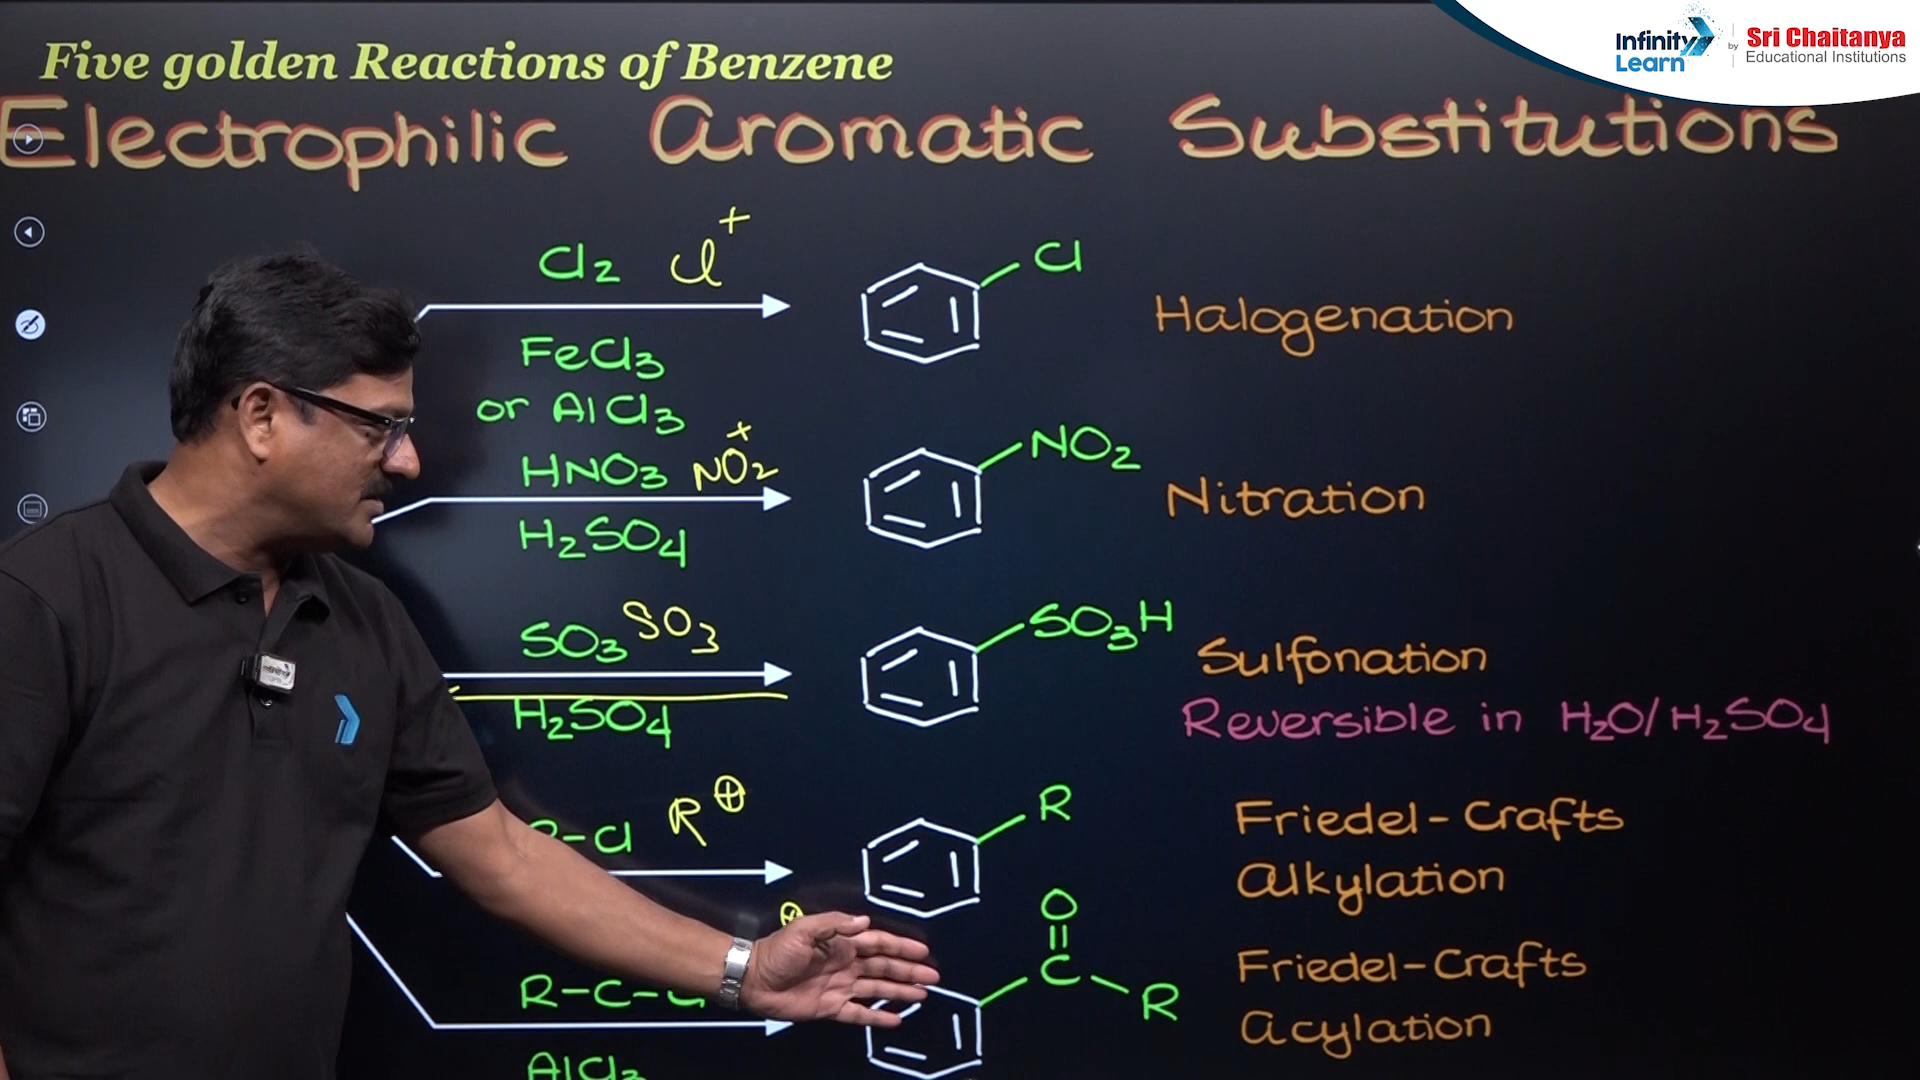 Five golden Reactions of Benzene
Infinity Learn by Sri Chaitanya Educational Institutions
Electrophilic Aromatic Substitutions
Cl2 Cl+
Cl
FeCl3
or AlCl3
Halogenation
HNO3 NO2+
NO2
H2SO4
Nitration
SO3 SO3
SO3H
H2SO4
Sulfonation
Reversible in H2O/H2SO4
-Cl R⊕
R
Friedel-Crafts
Alkylation
⊕
O
R-C-
C
R
AlCl3
Friedel-Crafts
Acylation